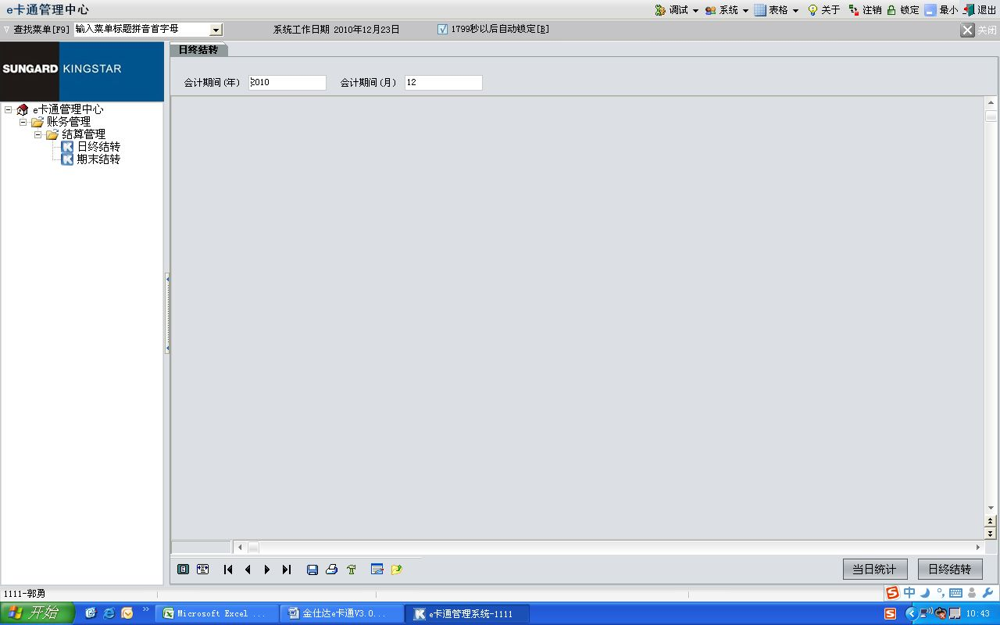 e卡通管理中心 调试 系统 表格 关于 注销 锁定 最小 退出
查找菜单[F9] 输入菜单标题拼音首字母 系统工作日期 2010年12月23日 1799秒以后自动锁定[B] 关闭
SUNGARD KINGSTAR
日终结转
会计期间(年) 2010 会计期间(月) 12
e卡通管理中心
账务管理
结算管理
日终结转
期末结转
当日统计 日终结转
1111-郭勇
中
开始 Microsoft Excel ... 金仕达e卡通V3.0... e卡通管理系统-1111 10:43